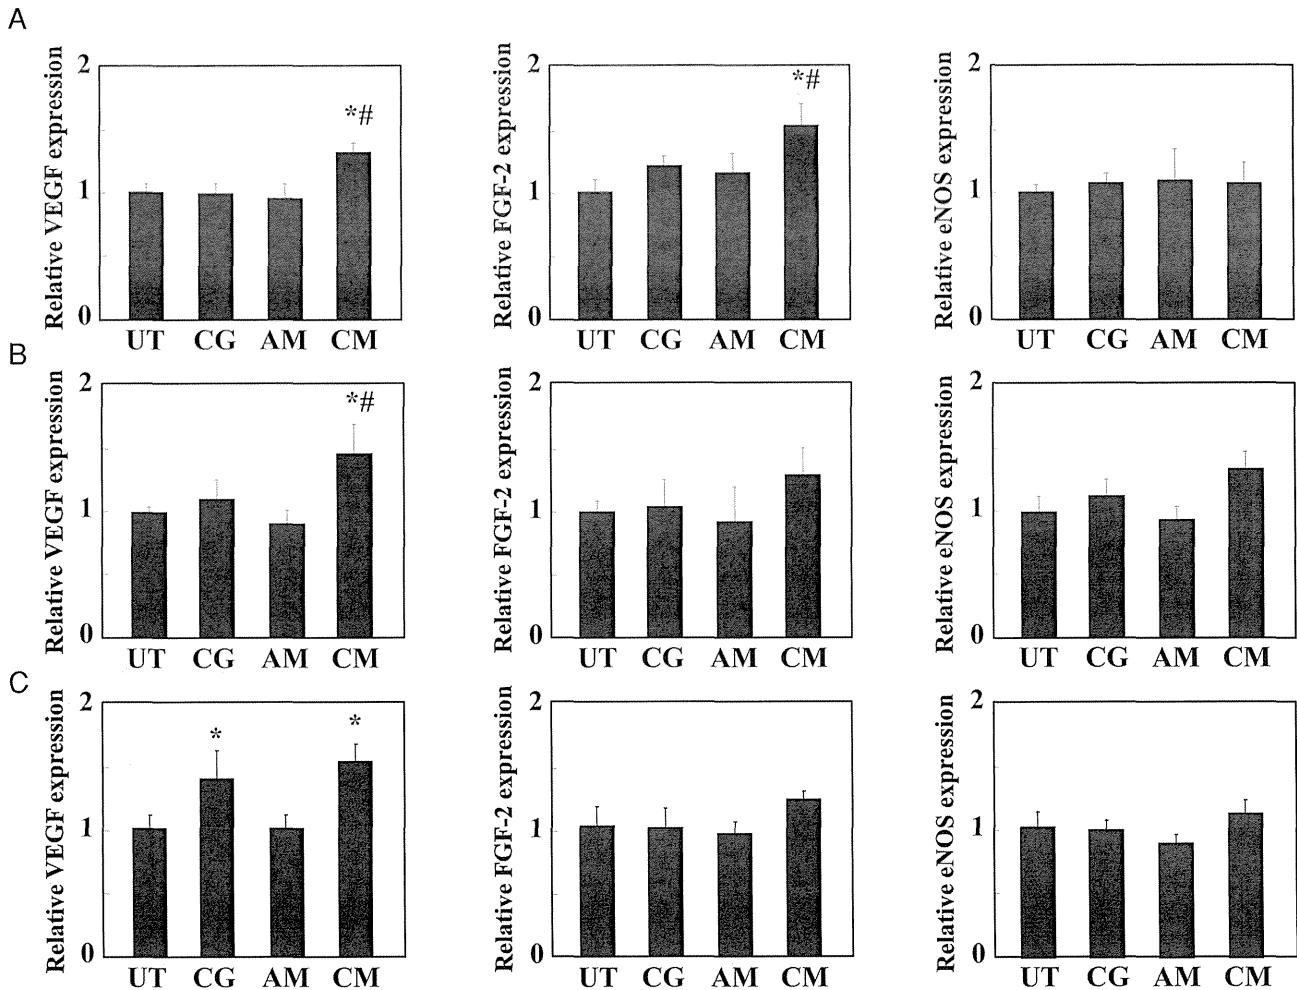 A
Relative VEGF expression
2
1
0
*#
UT CG AM CM
Relative FGF-2 expression
2
1
0
*#
UT CG AM CM
Relative eNOS expression
2
1
0
UT CG AM CM
B
Relative VEGF expression
2
1
0
*#
UT CG AM CM
Relative FGF-2 expression
2
1
0
UT CG AM CM
Relative eNOS expression
2
1
0
UT CG AM CM
C
Relative VEGF expression
2
1
0
* *
UT CG AM CM
Relative FGF-2 expression
2
1
0
UT CG AM CM
Relative eNOS expression
2
1
0
UT CG AM CM